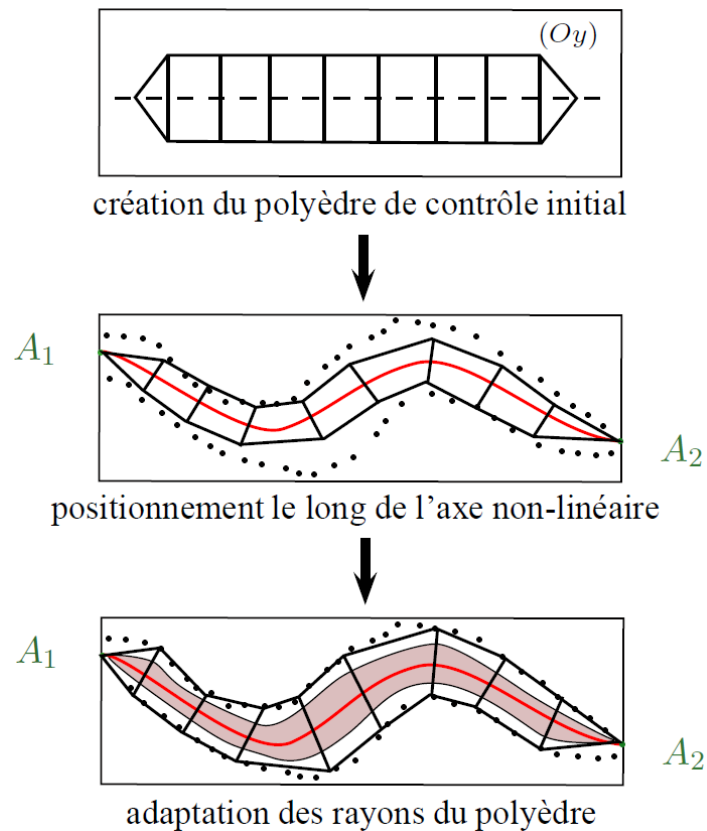 (Oy)
création du polyèdre de contrôle initial
A1
A2
positionnement le long de l'axe non-linéaire
A1
A2
adaptation des rayons du polyèdre